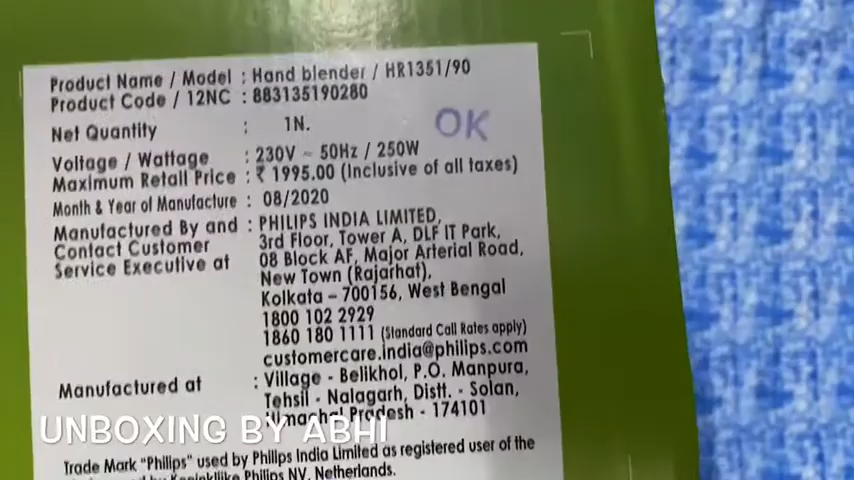 Product Name / Model : Hand blender / HR1351/90
Product Code / 12NC : 883135190280
Net Quantity : 1N.
OK
Voltage / Wattage : 230V ~ 50Hz / 250W
Maximum Retail Price : ₹ 1995.00 (Inclusive of all taxes)
Month & Year of Manufacture : 08/2020
Manufactured By and : PHILIPS INDIA LIMITED,
Contact Customer 3rd Floor, Tower A, DLF IT Park,
Service Executive at 08 Block AF, Major Arterial Road,
New Town (Rajarhat),
Kolkata – 700156, West Bengal
1800 102 2929
1860 180 1111 (Standard Call Rates apply)
customercare.india@philips.com
Manufactured at : Village - Belikhol, P.O. Manpura,
Tehsil - Nalagarh, Distt. - Solan,
Himachal Pradesh - 174101
UNBOXING BY ABHI
Trade Mark "Philips" used by Philips India Limited as registered user of the
Koninklijke Philips NV, Netherlands.